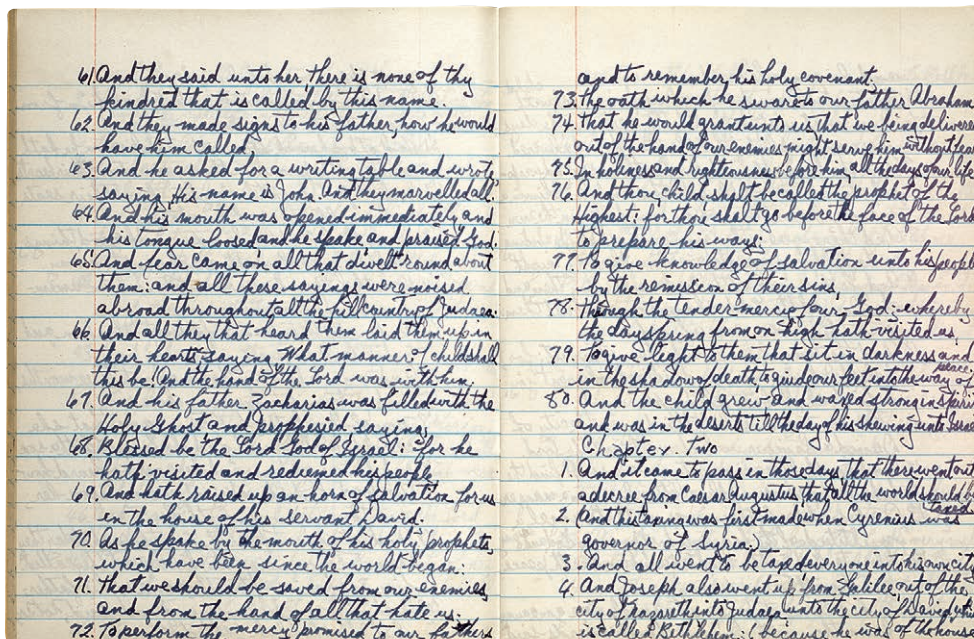 61. And they said unto her, there is none of thy
kindred that is called by this name.
62. And they made signs to his father, how he would
have him called,
63. And he asked for a writing table and wrote
saying, His name is John. And they marvelled all.
64. And his mouth was opened immediately and
his tongue loosed and he spake and praised God.
65. And fear came on all that dwelt round about
them: and all these sayings were noised
abroad throughout all the hill country of Judaea.
66. And all they that heard them laid them up in
their hearts, saying What manner of child shall
this be! And the hand of the Lord was with him.
67. And his father Zacharias was filled with the
Holy Ghost and prophesied, saying,
68. Blessed be the Lord God of Israel: for he
hath visited and redeemed his people
69. And hath raised up an horn of salvation for us
in the house of his servant David.
70. As he spake by the mouth of his holy prophets,
which have been since the world began:
71. that we should be saved from our enemies
and from the hand of all that hate us.
72. To perform the mercy promised to our fathers
and to remember his holy covenant,
73. the oath which he sware to our father Abraham
74. that he would grant unto us that we being delivered
out of the hand of our enemies might serve him without fear
75. In holiness and righteousness before him, all the days of our life
76. And thou child shalt be called the prophet of the
Highest: for thou shalt go before the face of the Lord
to prepare his ways:
77. To give knowledge of salvation unto his people
by the remission of their sins,
78. through the tender mercy of our God: whereby
the dayspring from on high hath visited us
79. To give light to them that sit in darkness and
in the shadow of death, to guide our feet into the way of peace
80. And the child grew and waxed strong in spirit
and was in the deserts till the day of his shewing unto Israel
Chapter. Two
1. And it came to pass in those days that there went out
a decree from Caesar Augustus that all the world should be taxed
2. And this taxing was first made when Cyrenius was
governor of Syria.)
3. And all went to be taxed, everyone into his own city
4. And Joseph also went up from Galilee out of the
city of Nazareth into Judaea unto the city of David which
is called Bethlehem: (because he was of the house